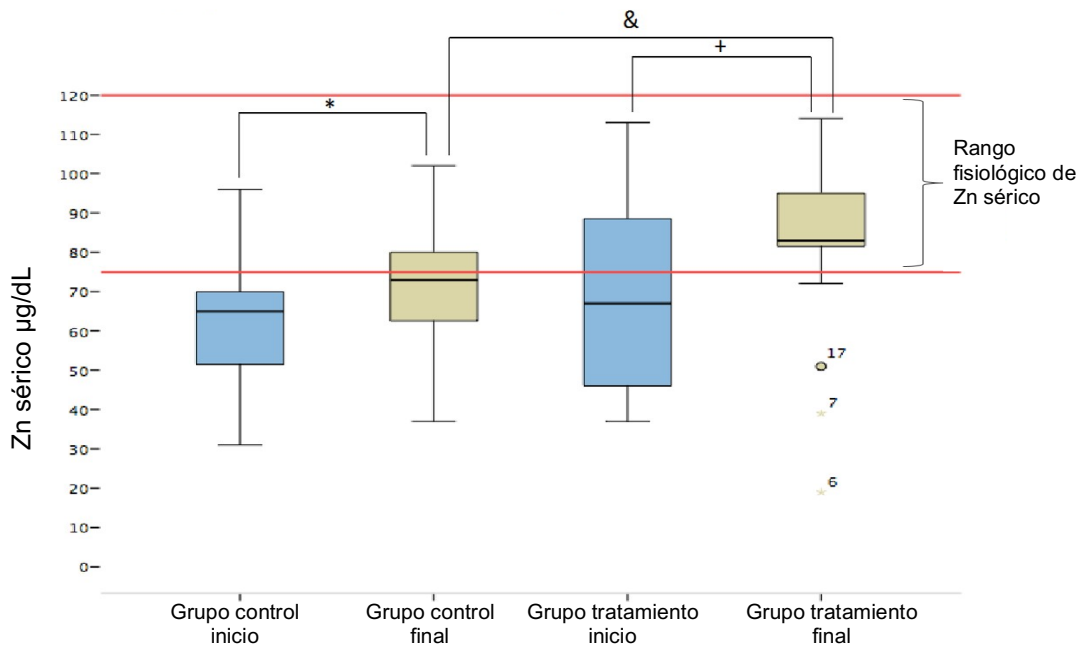 &
+
*
Zn sérico µg/dL
120
110
100
90
80
70
60
50
40
30
20
10
0
17
7
6
Rango
fisiológico de
Zn sérico
Grupo control
inicio
Grupo control
final
Grupo tratamiento
inicio
Grupo tratamiento
final